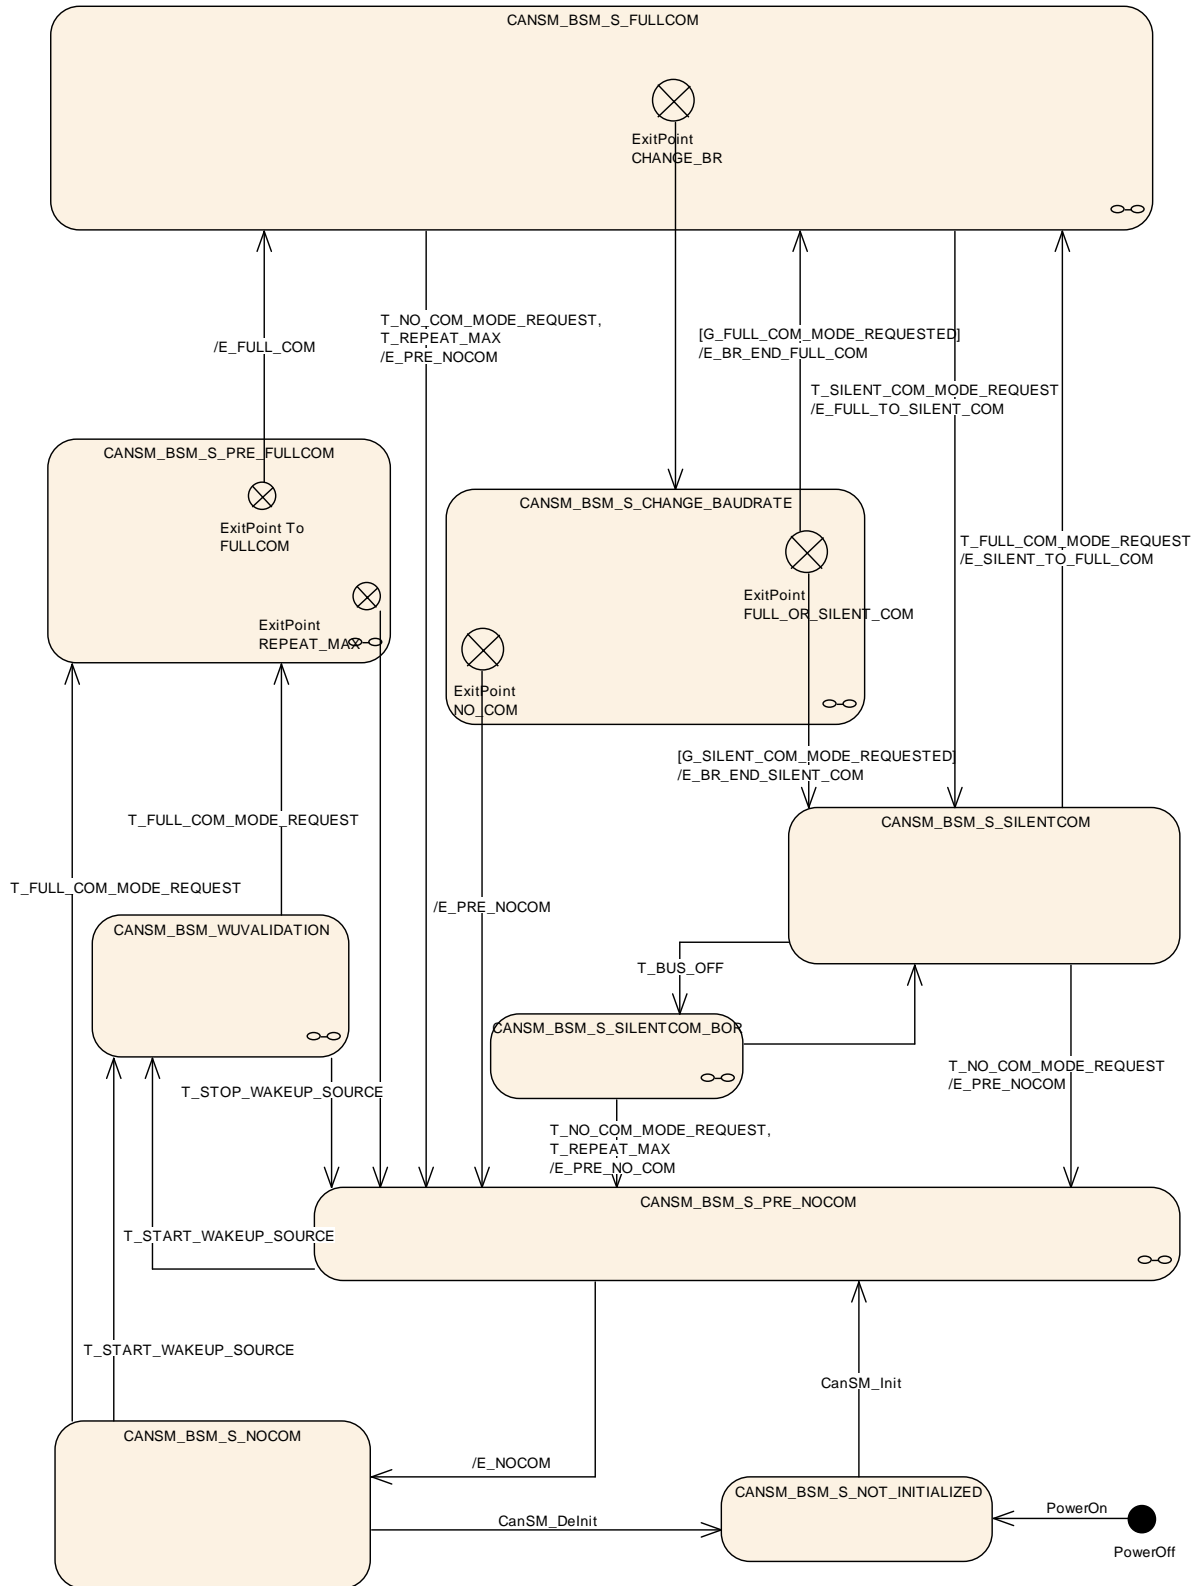 CANSM_BSM_S_FULLCOM
ExitPoint
CHANGE_BR
/E_FULL_COM
T_NO_COM_MODE_REQUEST,
T_REPEAT_MAX
/E_PRE_NOCOM
[G_FULL_COM_MODE_REQUESTED]
/E_BR_END_FULL_COM
T_SILENT_COM_MODE_REQUEST
/E_FULL_TO_SILENT_COM
CANSM_BSM_S_PRE_FULLCOM
ExitPoint To
FULLCOM
ExitPoint
REPEAT_MAX
CANSM_BSM_S_CHANGE_BAUDRATE
ExitPoint
FULL_OR_SILENT_COM
ExitPoint
NO_COM
T_FULL_COM_MODE_REQUEST
/E_SILENT_TO_FULL_COM
[G_SILENT_COM_MODE_REQUESTED]
/E_BR_END_SILENT_COM
T_FULL_COM_MODE_REQUEST
CANSM_BSM_S_SILENTCOM
T_FULL_COM_MODE_REQUEST
/E_PRE_NOCOM
CANSM_BSM_WUVALIDATION
T_BUS_OFF
CANSM_BSM_S_SILENTCOM_BOR
T_NO_COM_MODE_REQUEST
/E_PRE_NOCOM
T_STOP_WAKEUP_SOURCE
T_NO_COM_MODE_REQUEST,
T_REPEAT_MAX
/E_PRE_NO_COM
CANSM_BSM_S_PRE_NOCOM
T_START_WAKEUP_SOURCE
T_START_WAKEUP_SOURCE
CanSM_Init
CANSM_BSM_S_NOCOM
/E_NOCOM
CANSM_BSM_S_NOT_INITIALIZED
CanSM_DeInit
PowerOn
PowerOff